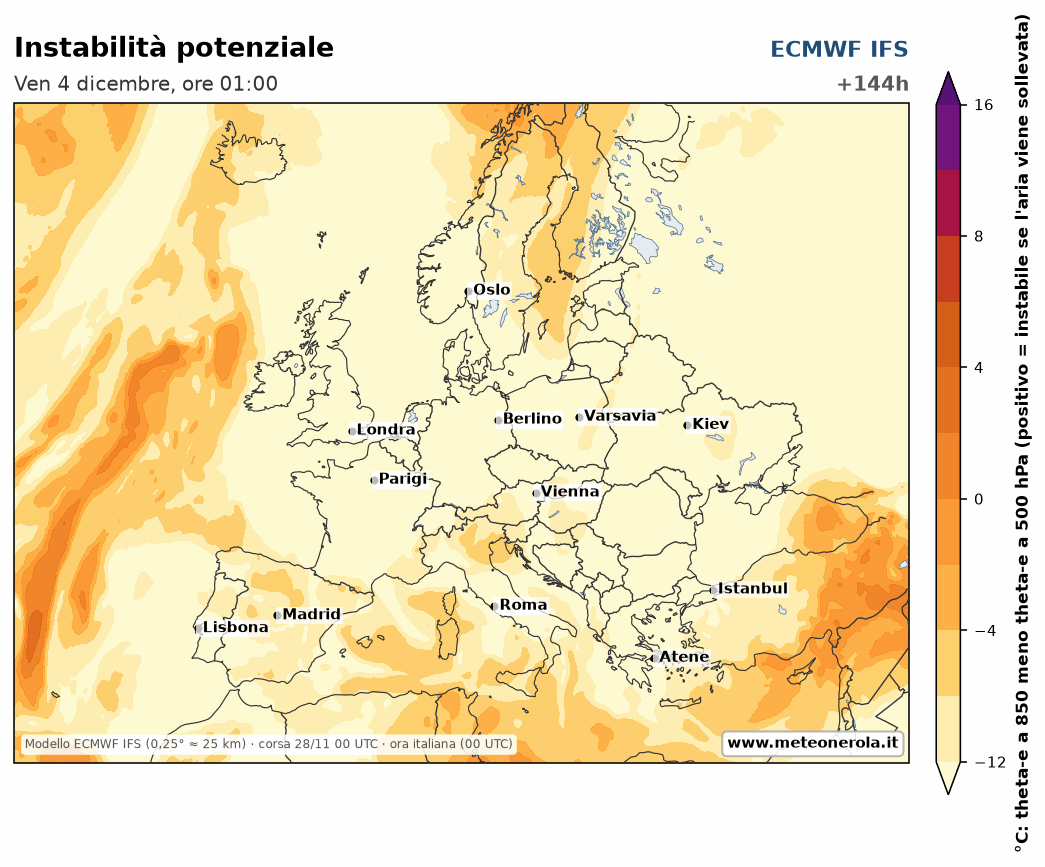 Instabilità potenziale
ECMWF IFS
Ven 4 dicembre, ore 01:00
+144h
16
8
4
0
−4
−12
°C: theta-e a 850 meno theta-e a 500 hPa (positivo = instabile se l'aria viene sollevata)
Oslo
Berlino
Varsavia
Kiev
Londra
Parigi
Vienna
Istanbul
Roma
Madrid
Lisbona
Atene
Modello ECMWF IFS (0,25° ≈ 25 km) · corsa 28/11 00 UTC · ora italiana (00 UTC)
www.meteonerola.it